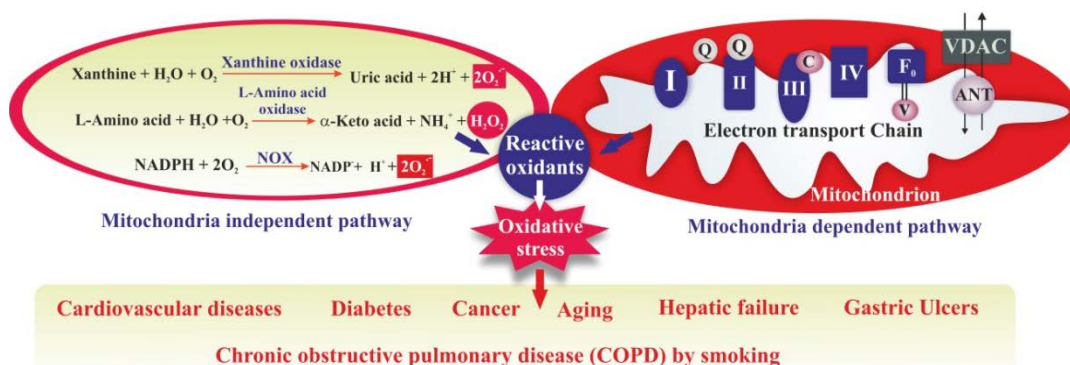 Xanthine + H₂O + O₂ Xanthine oxidase Uric acid + 2H⁺ + 2O₂˙⁻
L-Amino acid + H₂O +O₂ L-Amino acid oxidase α-Keto acid + NH₄⁺ + H₂O₂
NADPH + 2O₂ NOX NADP⁺ + H⁺ + 2O₂˙⁻
Mitochondria independent pathway
Reactive
oxidants
Oxidative
stress
Q
Q
I
II
III
C
IV
F₀
V
VDAC
ANT
Electron transport Chain
Mitochondrion
Mitochondria dependent pathway
Cardiovascular diseases Diabetes Cancer Aging Hepatic failure Gastric Ulcers
Chronic obstructive pulmonary disease (COPD) by smoking